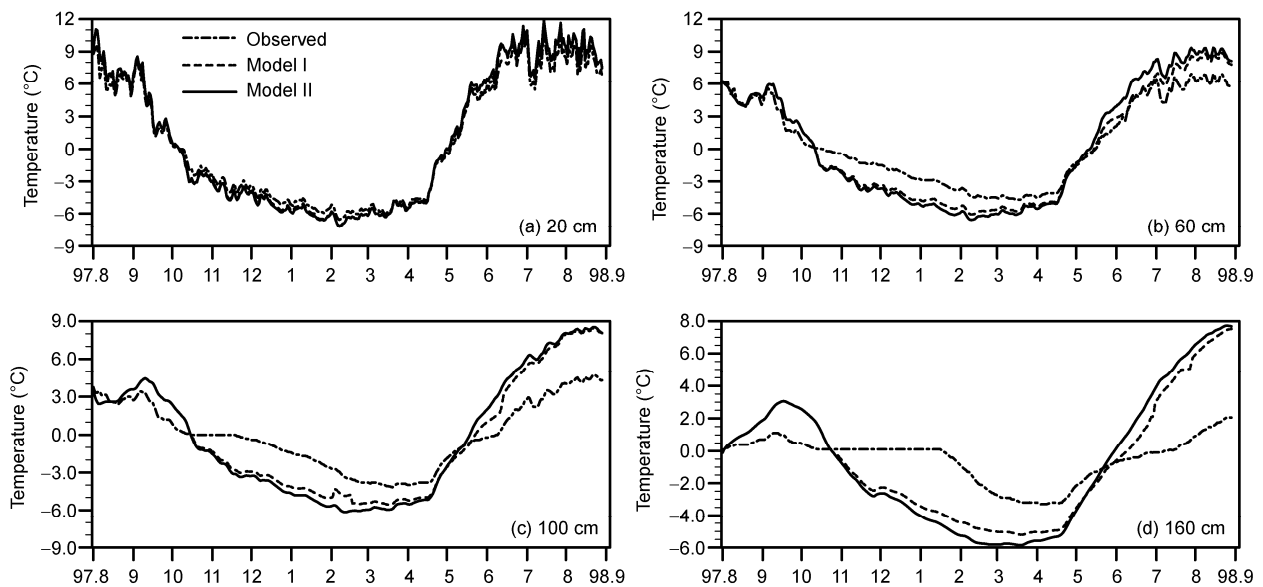 12
9
6
3
0
−3
−6
−9
Temperature (°C)
Observed
Model I
Model II
(a) 20 cm
97.8 9 10 11 12 1 2 3 4 5 6 7 8 98.9
12
9
6
3
0
−3
−6
−9
Temperature (°C)
(b) 60 cm
97.8 9 10 11 12 1 2 3 4 5 6 7 8 98.9
9.0
6.0
3.0
0.0
−3.0
−6.0
−9.0
Temperature (°C)
(c) 100 cm
97.8 9 10 11 12 1 2 3 4 5 6 7 8 98.9
8.0
6.0
4.0
2.0
0.0
−2.0
−4.0
−6.0
Temperature (°C)
(d) 160 cm
97.8 9 10 11 12 1 2 3 4 5 6 7 8 98.9